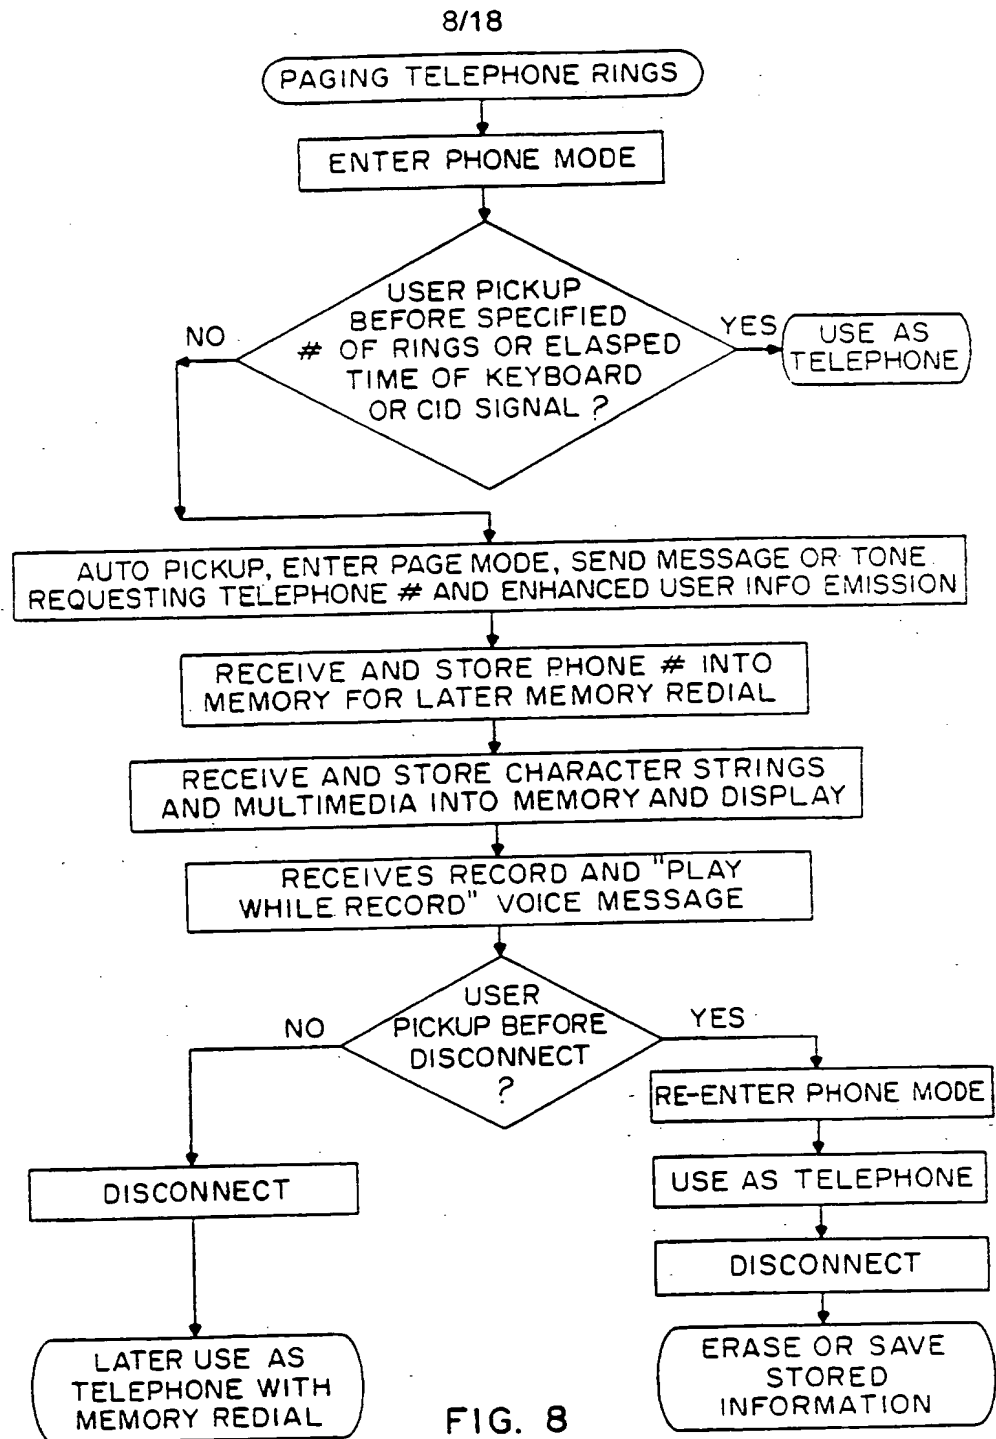 8/18
PAGING TELEPHONE RINGS
ENTER PHONE MODE
USER PICKUP
BEFORE SPECIFIED
# OF RINGS OR ELASPED
TIME OF KEYBOARD
OR CID SIGNAL ?
NO
YES
USE AS
TELEPHONE
AUTO PICKUP, ENTER PAGE MODE, SEND MESSAGE OR TONE
REQUESTING TELEPHONE # AND ENHANCED USER INFO EMISSION
RECEIVE AND STORE PHONE # INTO
MEMORY FOR LATER MEMORY REDIAL
RECEIVE AND STORE CHARACTER STRINGS
AND MULTIMEDIA INTO MEMORY AND DISPLAY
RECEIVES RECORD AND "PLAY
WHILE RECORD" VOICE MESSAGE
USER
PICKUP BEFORE
DISCONNECT
?
NO
YES
DISCONNECT
LATER USE AS
TELEPHONE WITH
MEMORY REDIAL
RE-ENTER PHONE MODE
USE AS TELEPHONE
DISCONNECT
ERASE OR SAVE
STORED
INFORMATION
FIG. 8